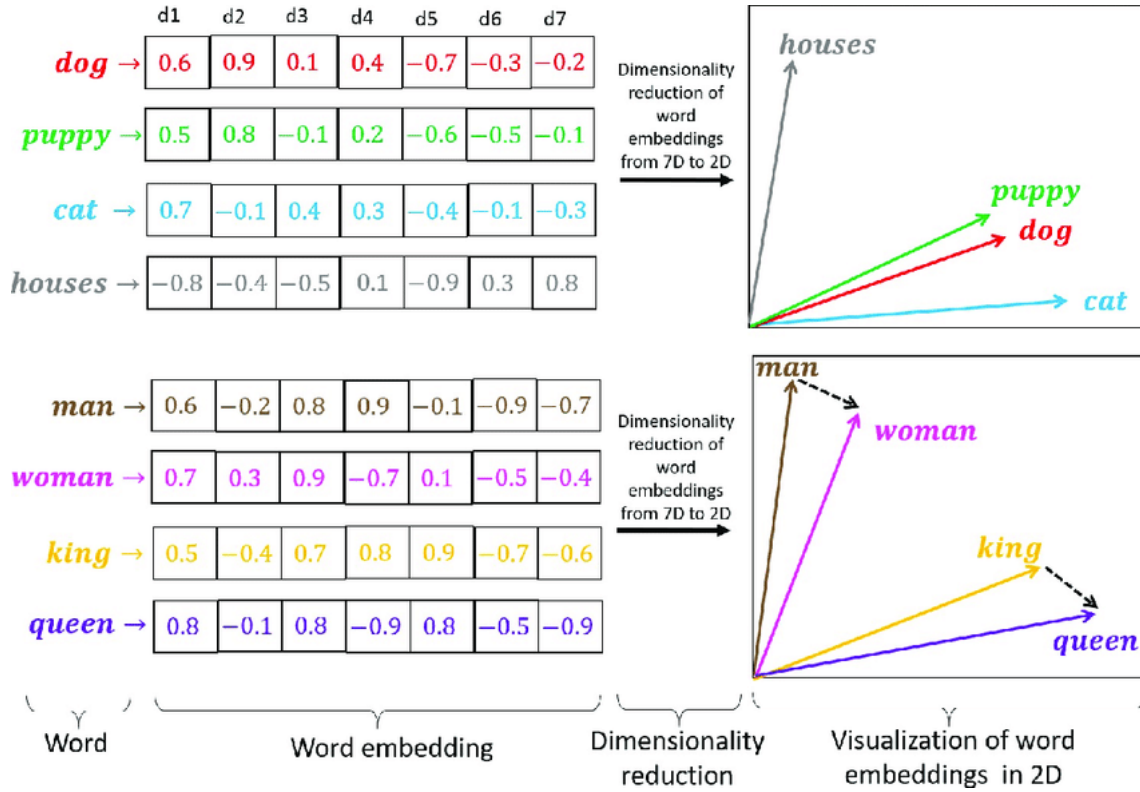 d1 d2 d3 d4 d5 d6 d7
dog → 0.6 0.9 0.1 0.4 −0.7 −0.3 −0.2
puppy → 0.5 0.8 −0.1 0.2 −0.6 −0.5 −0.1
cat → 0.7 −0.1 0.4 0.3 −0.4 −0.1 −0.3
houses → −0.8 −0.4 −0.5 0.1 −0.9 0.3 0.8
Dimensionality
reduction of
word
embeddings
from 7D to 2D
houses
puppy
dog
cat
man → 0.6 −0.2 0.8 0.9 −0.1 −0.9 −0.7
woman → 0.7 0.3 0.9 −0.7 0.1 −0.5 −0.4
king → 0.5 −0.4 0.7 0.8 0.9 −0.7 −0.6
queen → 0.8 −0.1 0.8 −0.9 0.8 −0.5 −0.9
Dimensionality
reduction of
word
embeddings
from 7D to 2D
man
woman
king
queen
Word
Word embedding
Dimensionality
reduction
Visualization of word
embeddings in 2D